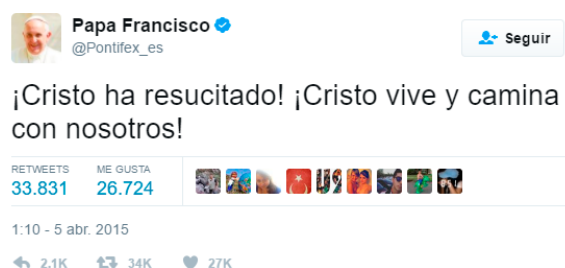 Papa Francisco
@Pontifex_es
Seguir
¡Cristo ha resucitado! ¡Cristo vive y camina
con nosotros!
RETWEETS ME GUSTA
33.831 26.724
1:10 - 5 abr. 2015
2.1K 34K 27K